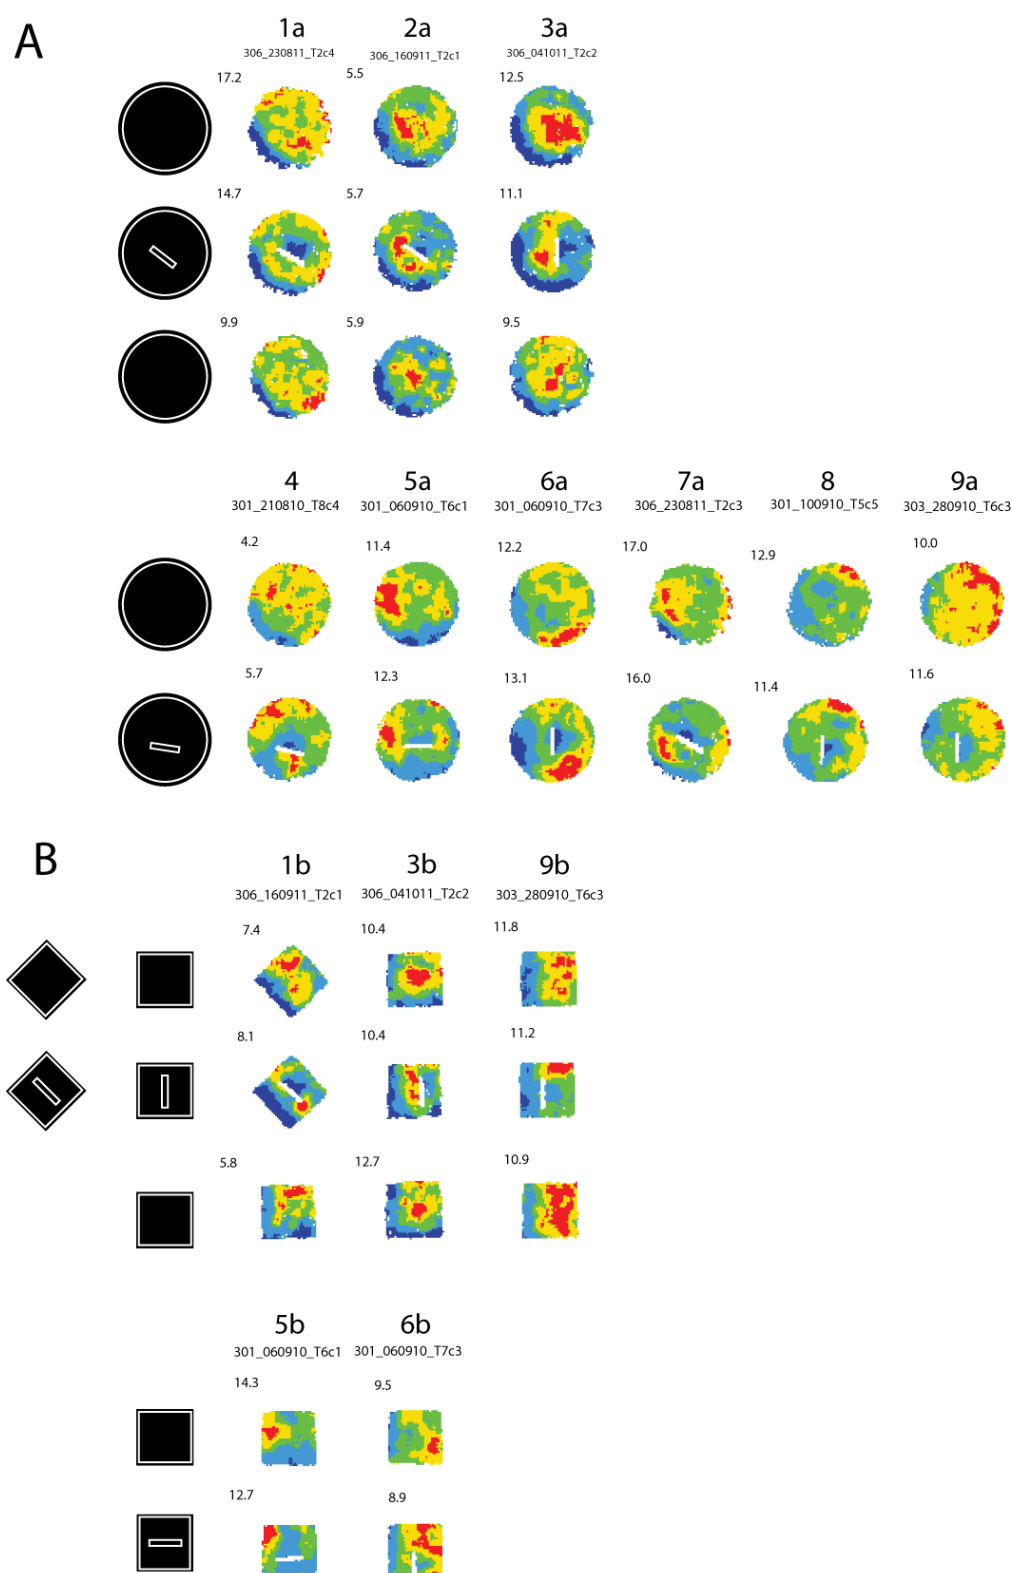 A
1a 2a 3a
306_230811_T2c4 306_160911_T2c1 306_041011_T2c2
17.2 5.5 12.5
14.7 5.7 11.1
9.9 5.9 9.5
4 5a 6a 7a 8 9a
301_210810_T8c4 301_060910_T6c1 301_060910_T7c3 306_230811_T2c3 301_100910_T5c5 303_280910_T6c3
4.2 11.4 12.2 17.0 12.9 10.0
5.7 12.3 13.1 16.0 11.4 11.6
B
1b 3b 9b
306_160911_T2c1 306_041011_T2c2 303_280910_T6c3
7.4 10.4 11.8
8.1 10.4 11.2
5.8 12.7 10.9
5b 6b
301_060910_T6c1 301_060910_T7c3
14.3 9.5
12.7 8.9